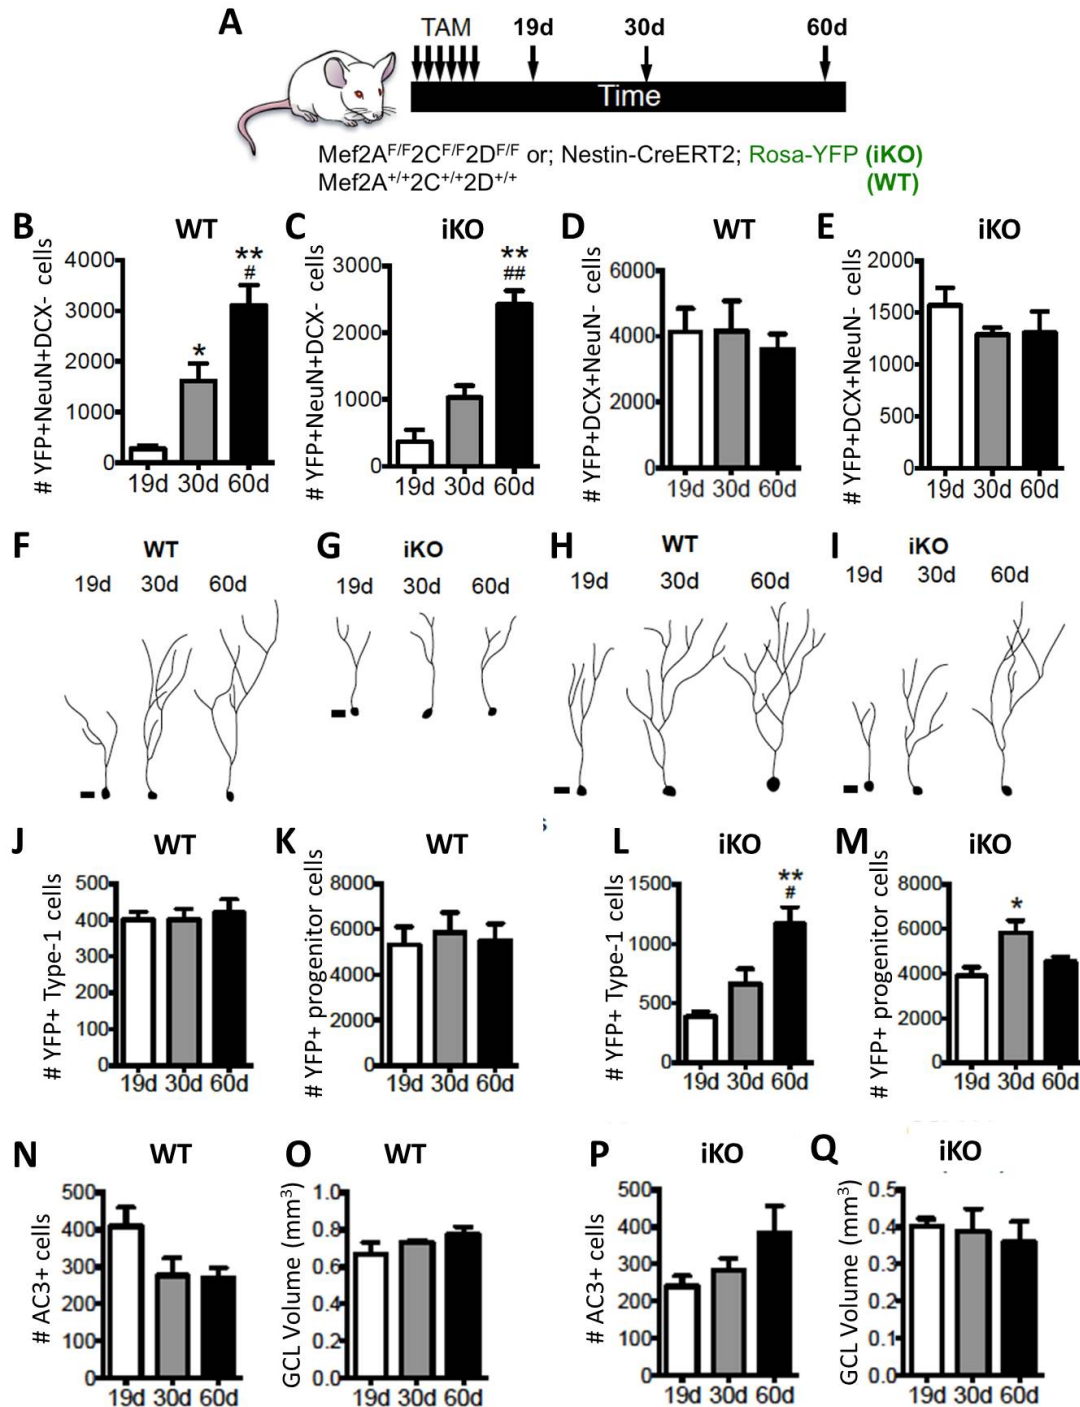 A
TAM 19d 30d 60d
Time
Mef2A^F/F2C^F/F2D^F/F or; Nestin-CreERT2; Rosa-YFP (iKO)
Mef2A^+/+2C^+/+2D^+/+ (WT)
B WT C iKO D WT E iKO
# YFP+NeuN+DCX- cells
4000
3000
2000
1000
0
*
**
#
19d 30d 60d
# YFP+NeuN+DCX- cells
3000
2000
1000
0
**
##
19d 30d 60d
# YFP+DCX+NeuN- cells
6000
4000
2000
0
19d 30d 60d
# YFP+DCX+NeuN- cells
2000
1500
1000
500
0
19d 30d 60d
F WT G iKO H WT I iKO
19d 30d 60d
19d 30d 60d
19d 30d 60d
19d 30d 60d
J WT K WT L iKO M iKO
# YFP+ Type-1 cells
500
400
300
200
100
0
19d 30d 60d
# YFP+ progenitor cells
8000
6000
4000
2000
0
19d 30d 60d
# YFP+ Type-1 cells
1500
1000
500
0
**
#
19d 30d 60d
# YFP+ progenitor cells
8000
6000
4000
2000
0
*
19d 30d 60d
N WT O WT P iKO Q iKO
# AC3+ cells
500
400
300
200
100
0
19d 30d 60d
GCL Volume (mm³)
1.0
0.8
0.6
0.4
0.2
0.0
19d 30d 60d
# AC3+ cells
500
400
300
200
100
0
19d 30d 60d
GCL Volume (mm³)
0.5
0.4
0.3
0.2
0.1
0.0
19d 30d 60d